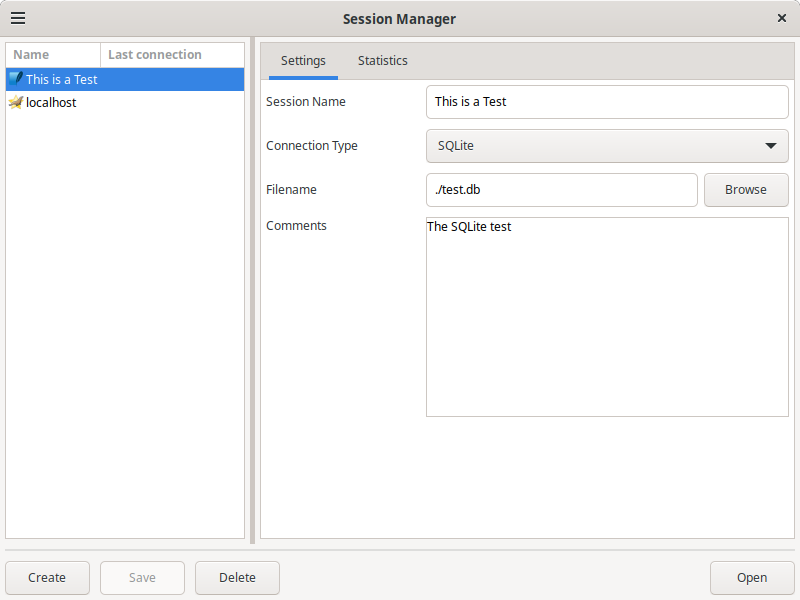 Session Manager
Name Last connection
This is a Test
localhost
Settings Statistics
Session Name This is a Test
Connection Type SQLite
Filename ./test.db Browse
Comments The SQLite test
Create Save Delete Open